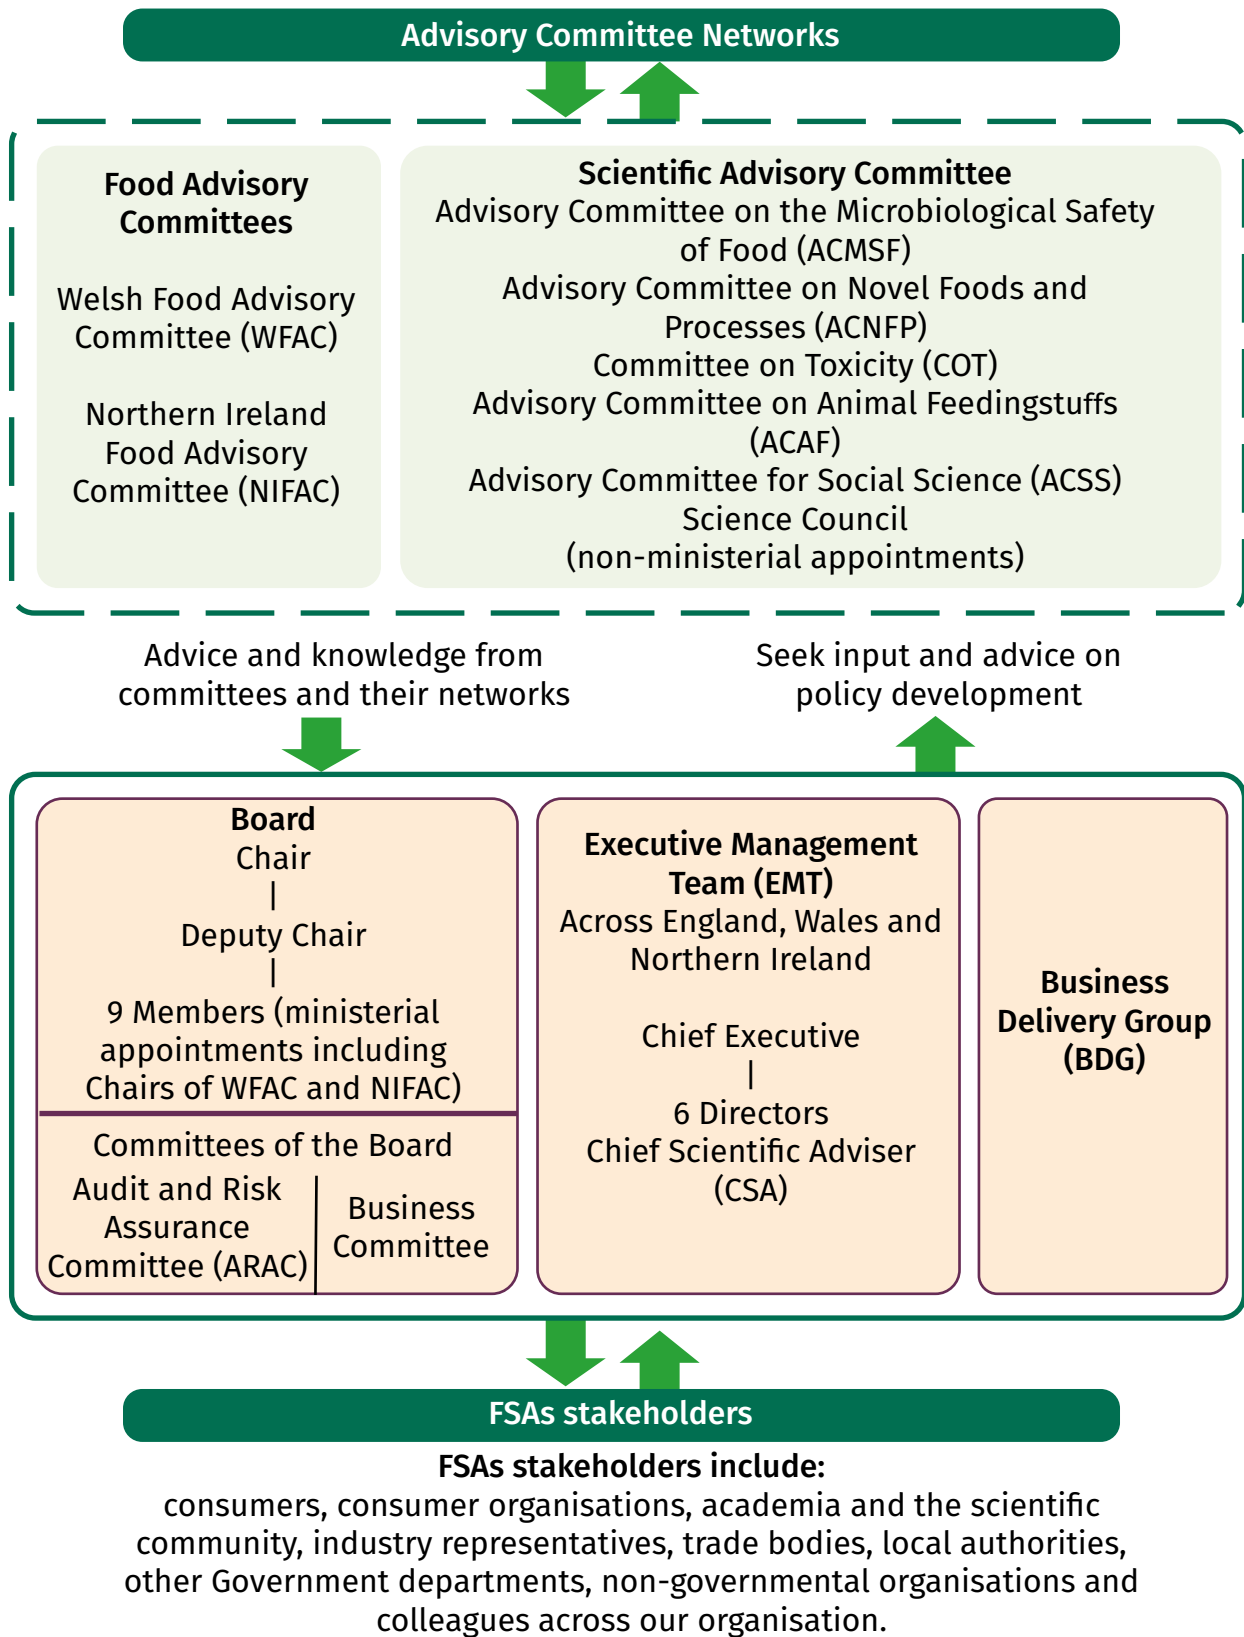 Advisory Committee Networks
Food Advisory
Committees
Welsh Food Advisory
Committee (WFAC)
Northern Ireland
Food Advisory
Committee (NIFAC)
Scientific Advisory Committee
Advisory Committee on the Microbiological Safety
of Food (ACMSF)
Advisory Committee on Novel Foods and
Processes (ACNFP)
Committee on Toxicity (COT)
Advisory Committee on Animal Feedingstuffs
(ACAF)
Advisory Committee for Social Science (ACSS)
Science Council
(non-ministerial appointments)
Advice and knowledge from
committees and their networks
Seek input and advice on
policy development
Board
Chair
Deputy Chair
9 Members (ministerial
appointments including
Chairs of WFAC and NIFAC)
Committees of the Board
Audit and Risk
Assurance
Committee (ARAC)
Business
Committee
Executive Management
Team (EMT)
Across England, Wales and
Northern Ireland
Chief Executive
6 Directors
Chief Scientific Adviser
(CSA)
Business
Delivery Group
(BDG)
FSAs stakeholders
FSAs stakeholders include:
consumers, consumer organisations, academia and the scientific
community, industry representatives, trade bodies, local authorities,
other Government departments, non-governmental organisations and
colleagues across our organisation.